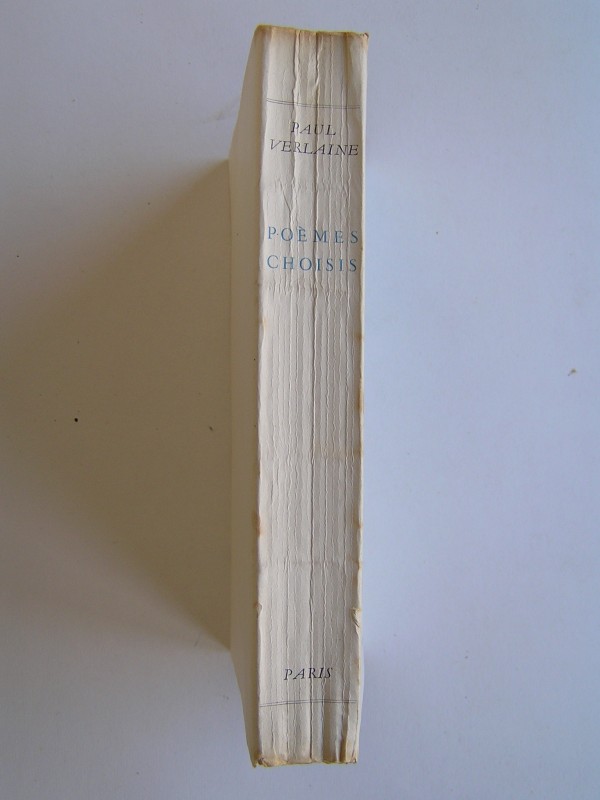 PAUL
VERLAINE
POÈMES
CHOISIS
PARIS